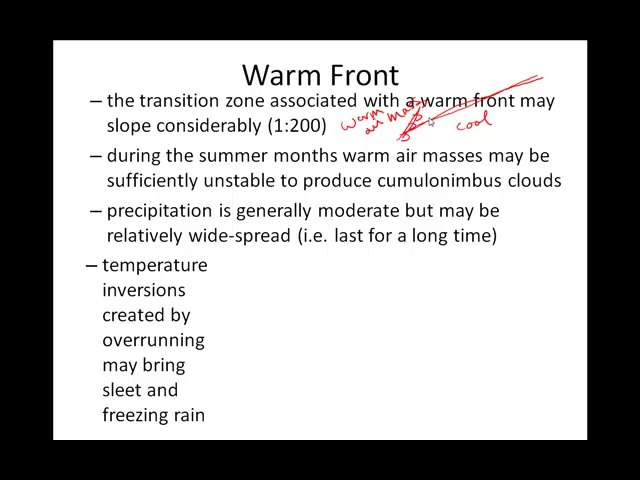 Warm Front
– the transition zone associated with a warm front may
slope considerably (1:200)
warm
air mass
cool
– during the summer months warm air masses may be
sufficiently unstable to produce cumulonimbus clouds
– precipitation is generally moderate but may be
relatively wide-spread (i.e. last for a long time)
– temperature
inversions
created by
overrunning
may bring
sleet and
freezing rain